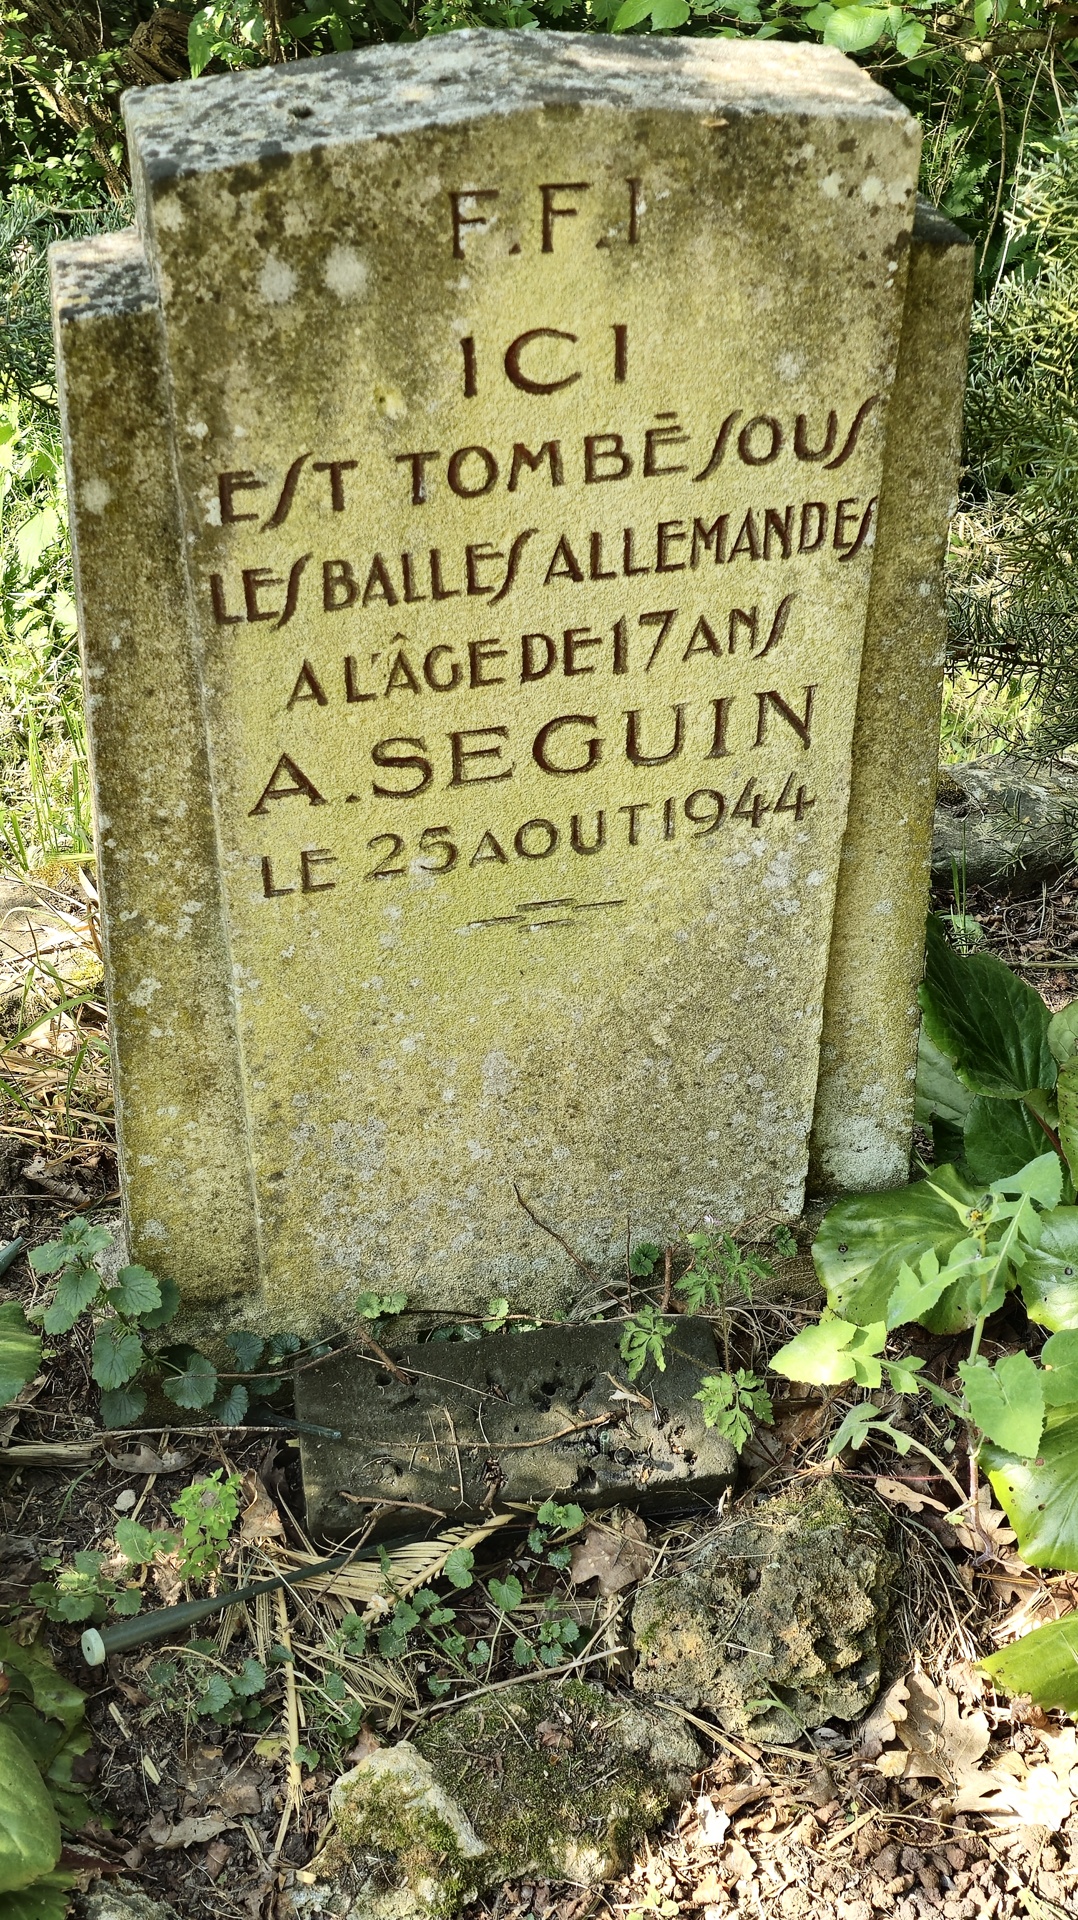 F.F.I
ICI
EST TOMBÉ SOUS
LES BALLES ALLEMANDES
A L'ÂGE DE 17 ANS
A. SEGUIN
LE 25 AOUT 1944